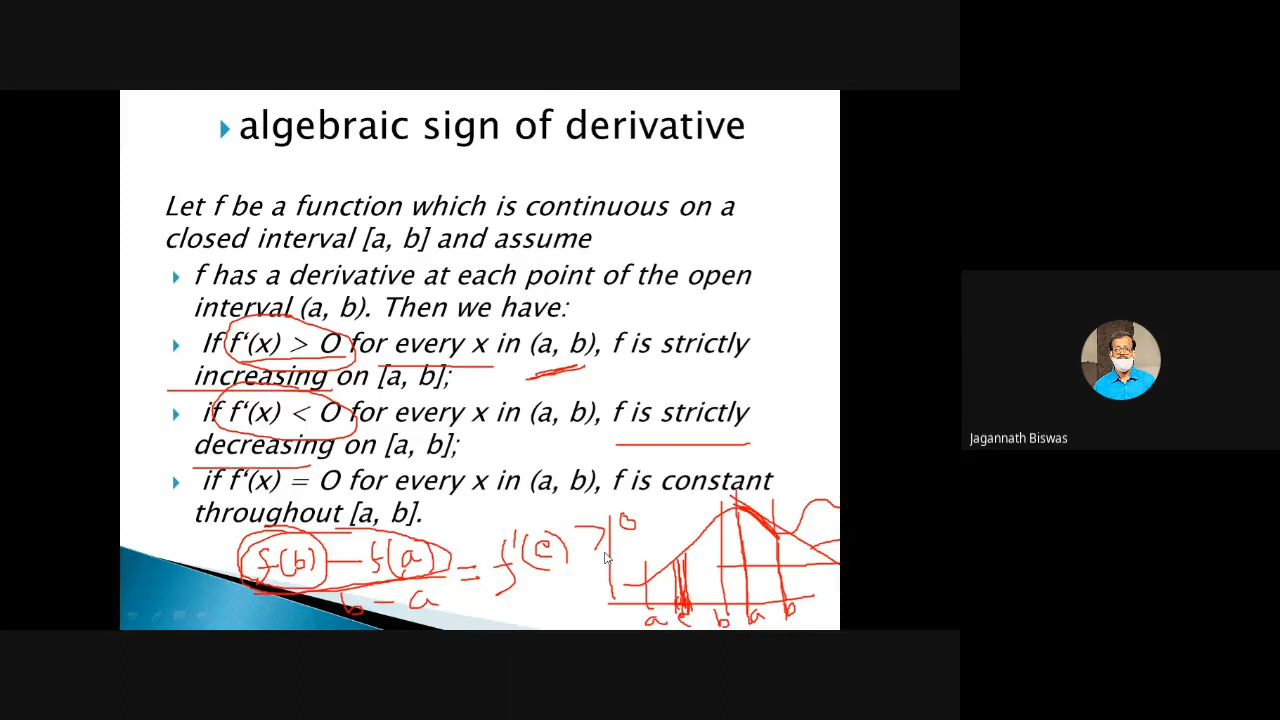 algebraic sign of derivative
Let f be a function which is continuous on a
closed interval [a, b] and assume
f has a derivative at each point of the open
interval (a, b). Then we have:
If f'(x) > O for every x in (a, b), f is strictly
increasing on [a, b];
if f'(x) < O for every x in (a, b), f is strictly
decreasing on [a, b];
if f'(x) = O for every x in (a, b), f is constant
throughout [a, b].
f(b) - f(a) = f'(c) > 0
b - a
a c b a b
Jagannath Biswas